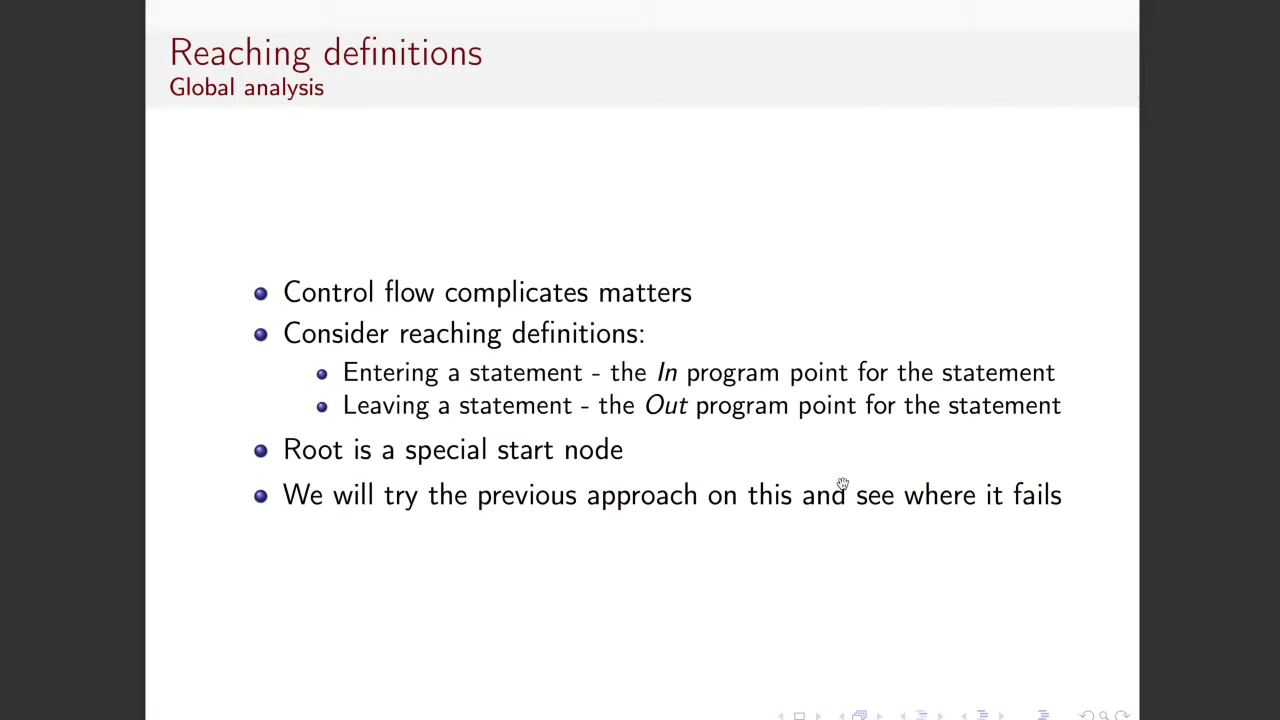 Reaching definitions
Global analysis
Control flow complicates matters
Consider reaching definitions:
Entering a statement - the In program point for the statement
Leaving a statement - the Out program point for the statement
Root is a special start node
We will try the previous approach on this and see where it fails